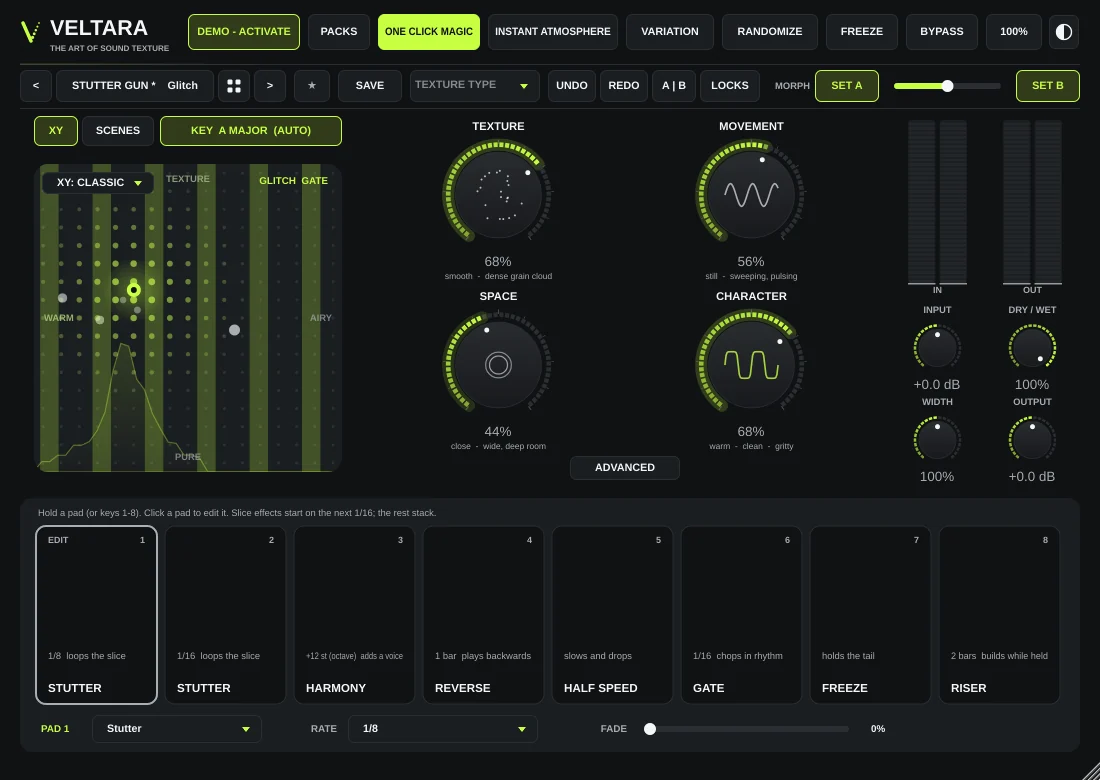 VELTARA
THE ART OF SOUND TEXTURE
DEMO - ACTIVATE
PACKS
ONE CLICK MAGIC
INSTANT ATMOSPHERE
VARIATION
RANDOMIZE
FREEZE
BYPASS
100%
<
STUTTER GUN * Glitch
>
★
SAVE
TEXTURE TYPE
UNDO
REDO
A | B
LOCKS
MORPH
SET A
SET B
XY
SCENES
KEY A MAJOR (AUTO)
XY: CLASSIC
TEXTURE
GLITCH GATE
WARM
AIRY
PURE
TEXTURE
68%
smooth - dense grain cloud
MOVEMENT
56%
still - sweeping, pulsing
SPACE
44%
close - wide, deep room
CHARACTER
68%
warm - clean - gritty
ADVANCED
IN
OUT
INPUT
DRY / WET
+0.0 dB
100%
WIDTH
OUTPUT
100%
+0.0 dB
Hold a pad (or keys 1-8). Click a pad to edit it. Slice effects start on the next 1/16; the rest stack.
EDIT 1
1/8 loops the slice
STUTTER
2
1/16 loops the slice
STUTTER
3
+12 st (octave) adds a voice
HARMONY
4
1 bar plays backwards
REVERSE
5
slows and drops
HALF SPEED
6
1/16 chops in rhythm
GATE
7
holds the tail
FREEZE
8
2 bars builds while held
RISER
PAD 1
Stutter
RATE
1/8
FADE
0%